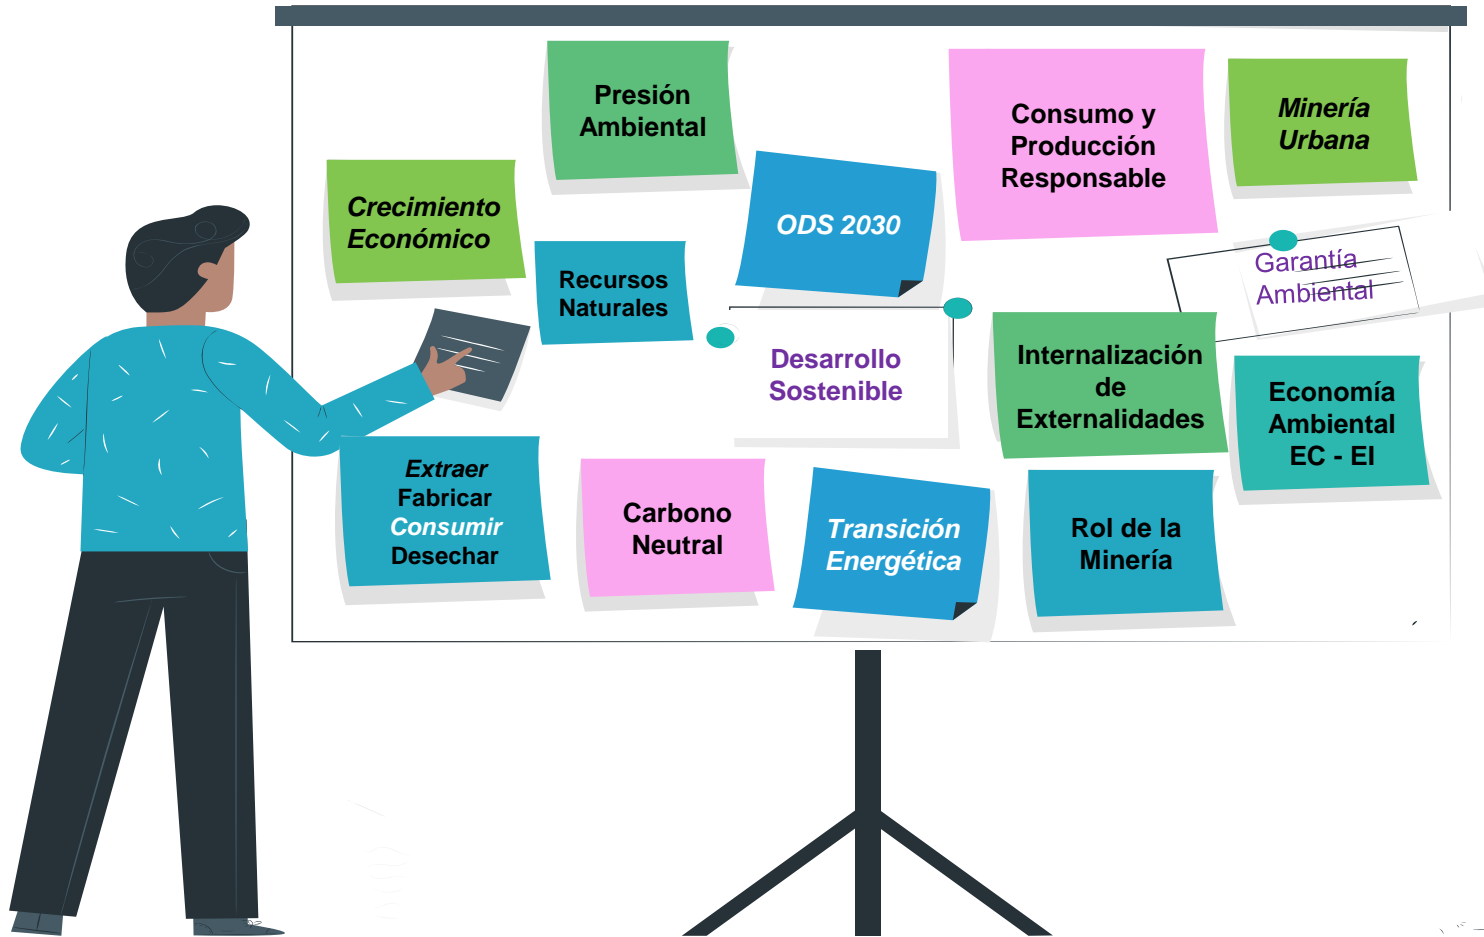 Presión
Ambiental
Consumo y
Producción
Responsable
Minería
Urbana
Crecimiento
Económico
ODS 2030
Recursos
Naturales
Garantía
Ambiental
Desarrollo
Sostenible
Internalización
de
Externalidades
Economía
Ambiental
EC - EI
Extraer
Fabricar
Consumir
Desechar
Carbono
Neutral
Transición
Energética
Rol de la
Minería